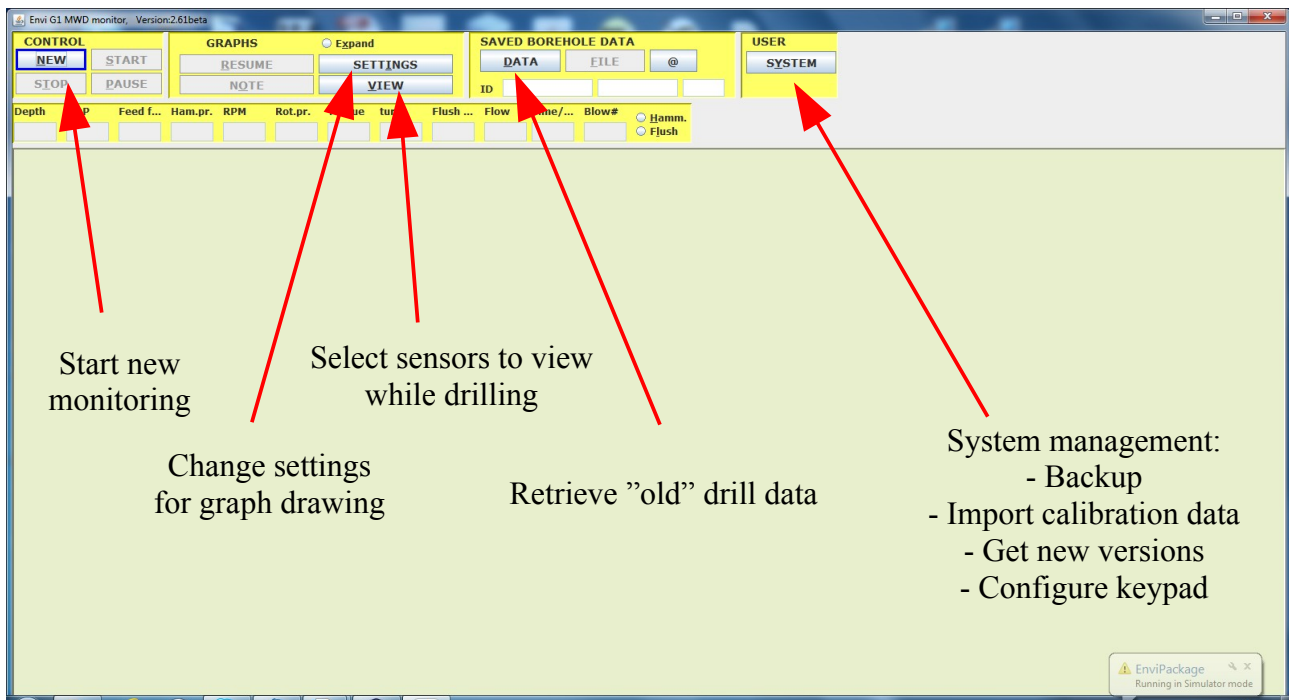 Envi G1 MWD monitor, Version:2.61beta
CONTROL
NEW START
STOP PAUSE
GRAPHS Expand
RESUME SETTINGS
NOTE VIEW
SAVED BOREHOLE DATA
DATA FILE @
ID
USER
SYSTEM
Depth Feed f... Ham.pr. RPM Rot.pr. Flush ... Flow Blow#
Hamm.
Flush
Start new
monitoring
Select sensors to view
while drilling
Change settings
for graph drawing
Retrieve ”old” drill data
System management:
- Backup
- Import calibration data
- Get new versions
- Configure keypad
EnviPackage
Running in Simulator mode